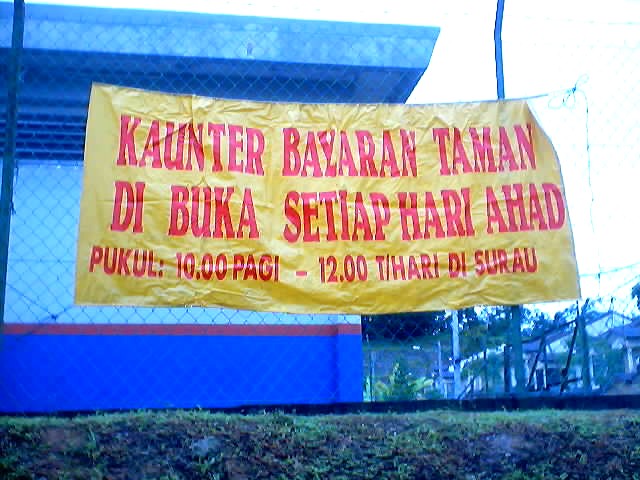 KAUNTER BAYARAN TAMAN
DI BUKA SETIAP HARI AHAD
PUKUL: 10.00 PAGI – 12.00 T/HARI DI SURAU